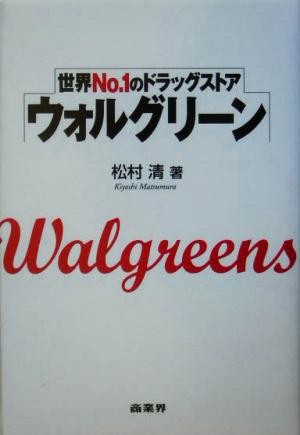 世界No.1のドラッグストア
ウォルグリーン
松村 清 著
Kiyoshi Matsumura
Walgreens
商業界